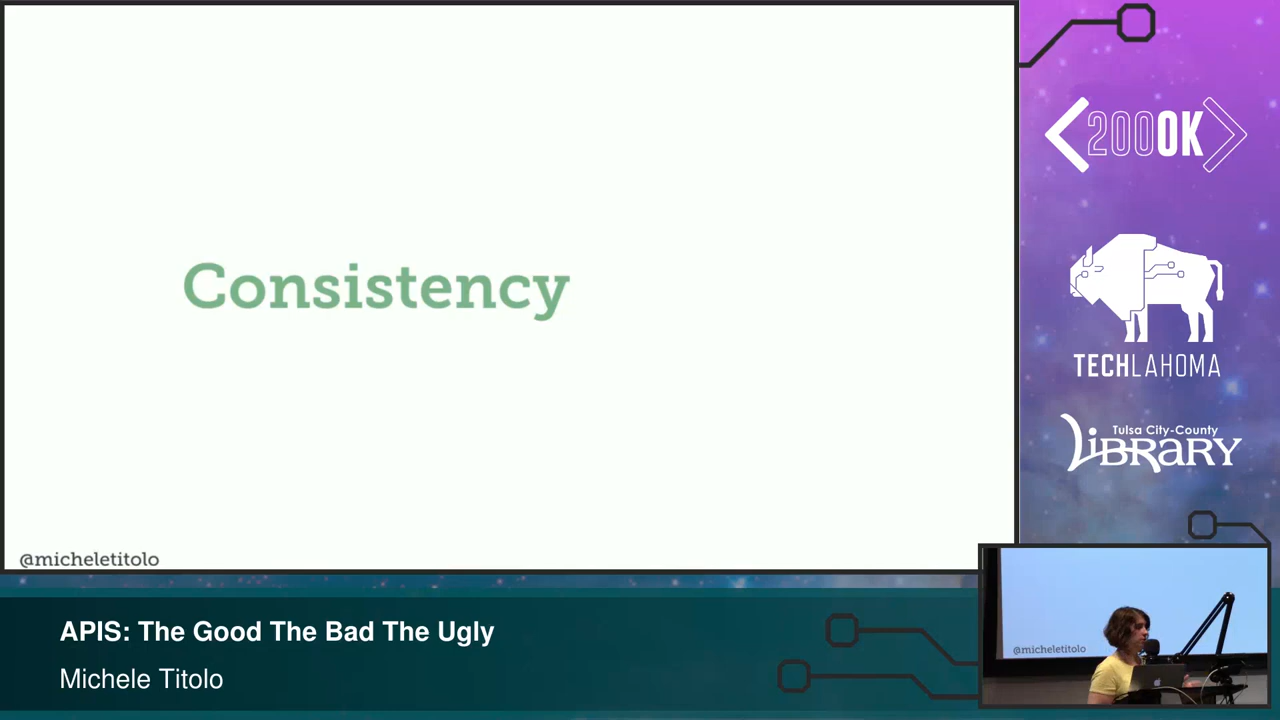 Consistency
@micheletitolo
200OK
TECHLAHOMA
Tulsa City-County
LIBRARY
@micheletitolo
APIS: The Good The Bad The Ugly
Michele Titolo